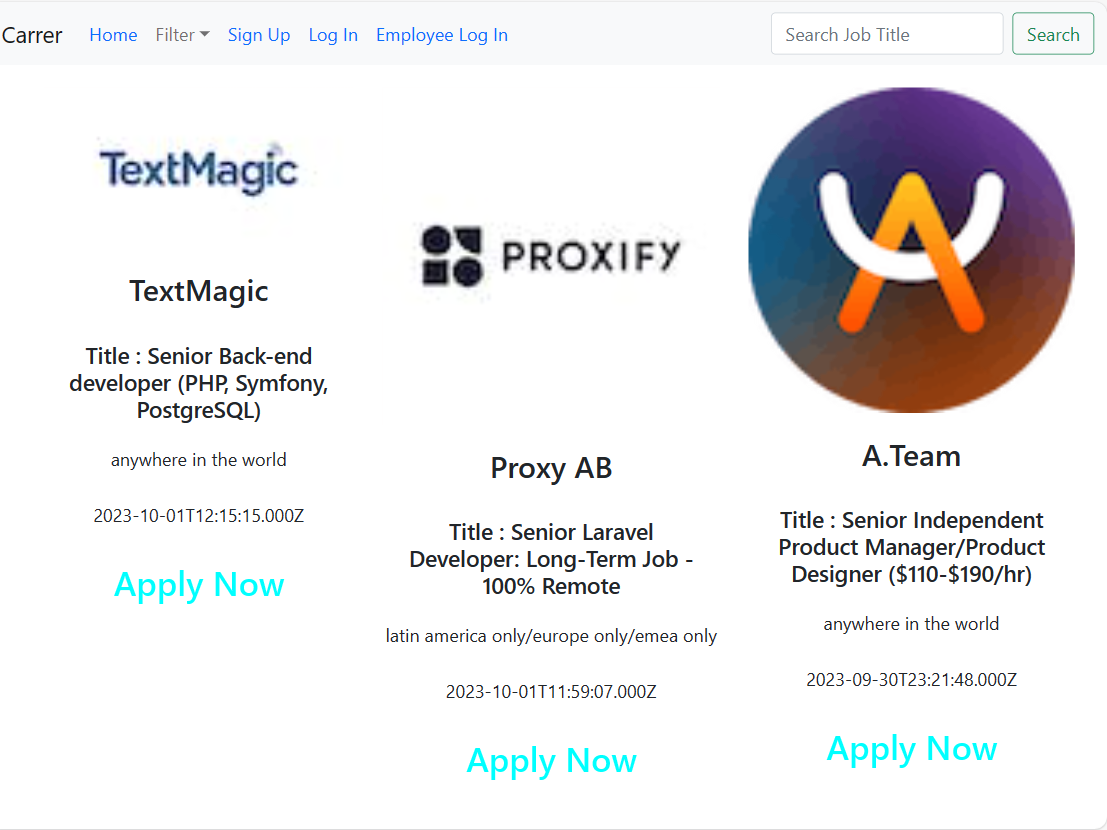 Carrer Home Filter Sign Up Log In Employee Log In Search Job Title Search
TextMagic
TextMagic
Title : Senior Back-end
developer (PHP, Symfony,
PostgreSQL)
anywhere in the world
2023-10-01T12:15:15.000Z
Apply Now
PROXIFY
Proxy AB
Title : Senior Laravel
Developer: Long-Term Job -
100% Remote
latin america only/europe only/emea only
2023-10-01T11:59:07.000Z
Apply Now
A.Team
Title : Senior Independent
Product Manager/Product
Designer ($110-$190/hr)
anywhere in the world
2023-09-30T23:21:48.000Z
Apply Now